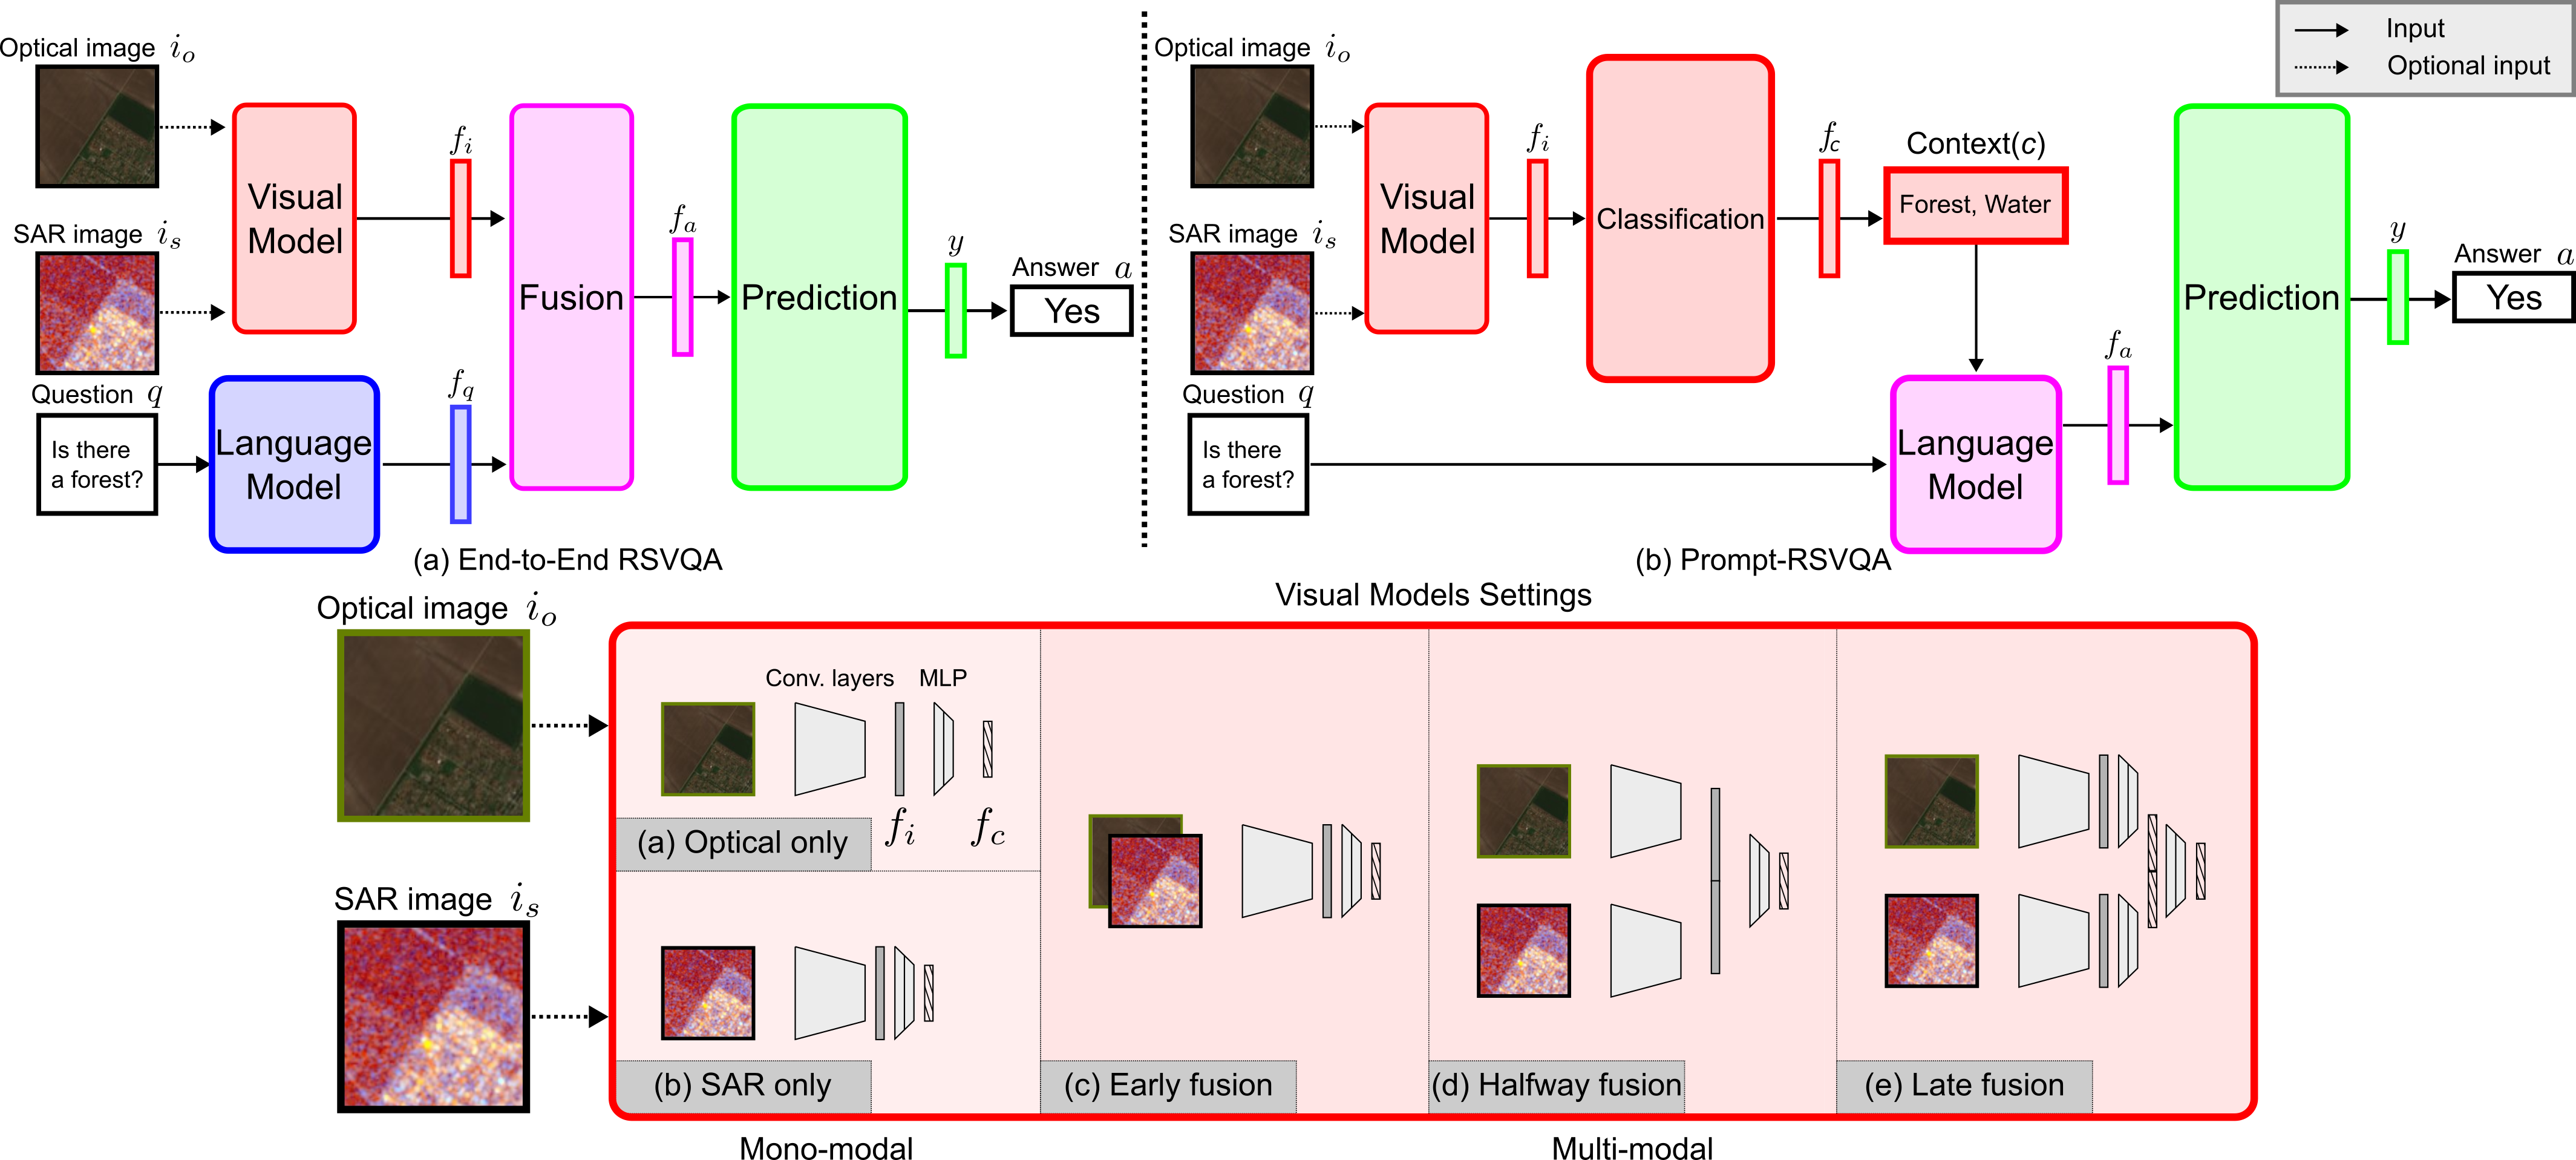 Optical image i_o
SAR image i_s
Question q
Is there
a forest?
Visual
Model
Language
Model
f_i
f_q
Fusion
f_a
Prediction
y
Answer a
Yes
(a) End-to-End RSVQA
Optical image i_o
SAR image i_s
Question q
Is there
a forest?
Visual
Model
f_i
Classification
f_c
Context(c)
Forest, Water
Language
Model
f_a
Prediction
y
Answer a
Yes
(b) Prompt-RSVQA
Input
Optional input
Visual Models Settings
Optical image i_o
SAR image i_s
Conv. layers
MLP
f_i
f_c
(a) Optical only
(b) SAR only
(c) Early fusion
(d) Halfway fusion
(e) Late fusion
Mono-modal
Multi-modal